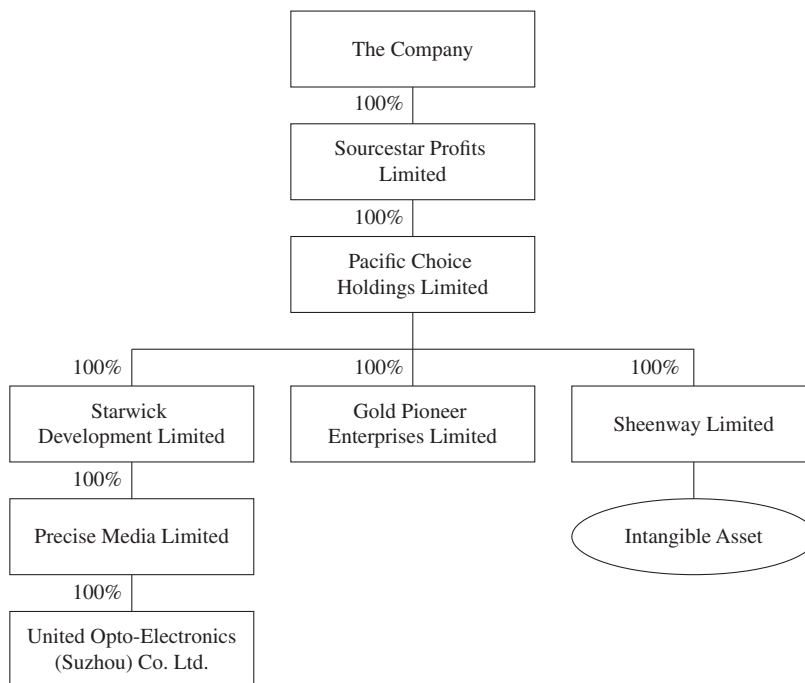 The Company
100%
Sourcestar Profits
Limited
100%
Pacific Choice
Holdings Limited
100%
100%
100%
Starwick
Development Limited
Gold Pioneer
Enterprises Limited
Sheenway Limited
100%
Precise Media Limited
Intangible Asset
100%
United Opto-Electronics
(Suzhou) Co. Ltd.